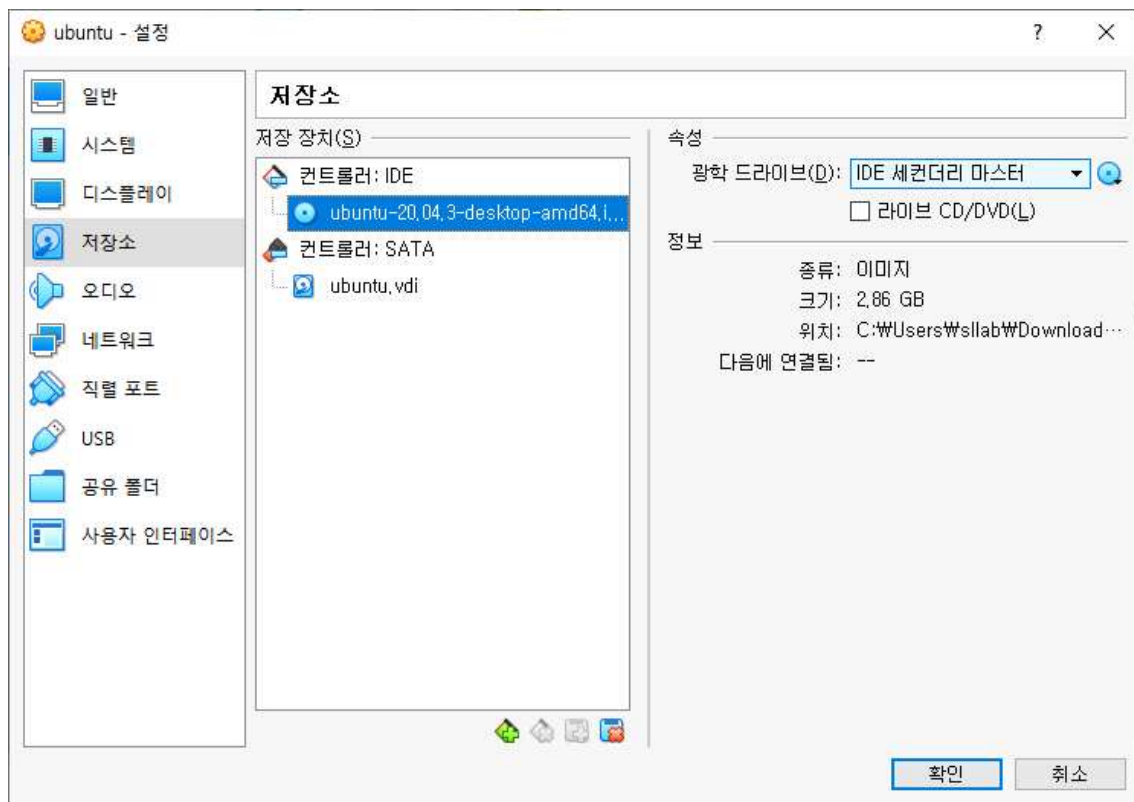 ubuntu - 설정
?
일반
시스템
디스플레이
저장소
오디오
네트워크
직렬 포트
USB
공유 폴더
사용자 인터페이스
저장소
저장 장치(S)
컨트롤러: IDE
ubuntu-20.04.3-desktop-amd64.i...
컨트롤러: SATA
ubuntu.vdi
속성
광학 드라이브(D): IDE 세컨더리 마스터
라이브 CD/DVD(L)
정보
종류: 이미지
크기: 2.86 GB
위치: C:₩Users₩sllab₩Download···
다음에 연결됨: --
확인
취소